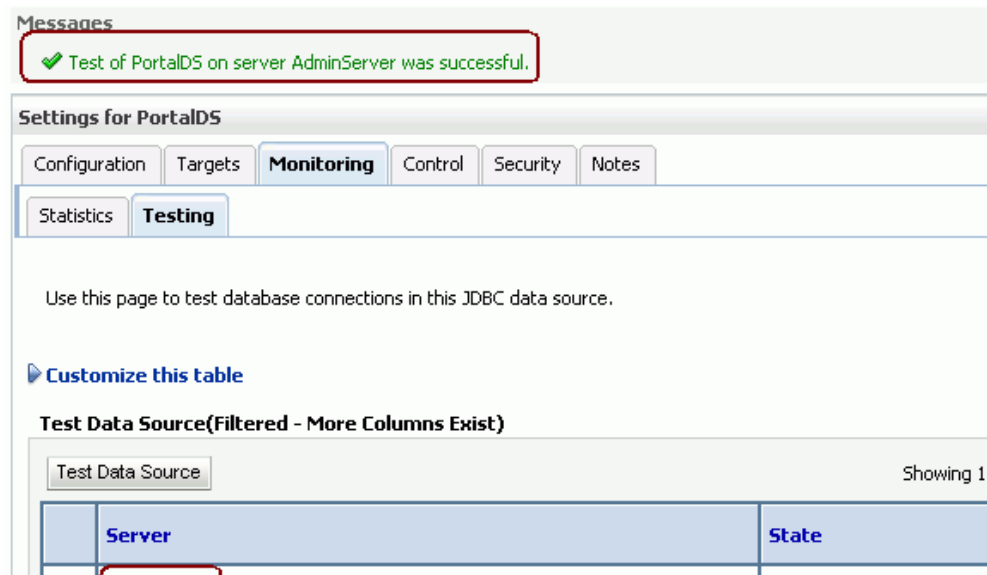 Messages
Test of PortalDS on server AdminServer was successful.
Settings for PortalDS
Configuration Targets Monitoring Control Security Notes
Statistics Testing
Use this page to test database connections in this JDBC data source.
Customize this table
Test Data Source(Filtered - More Columns Exist)
Test Data Source Showing 1
Server State